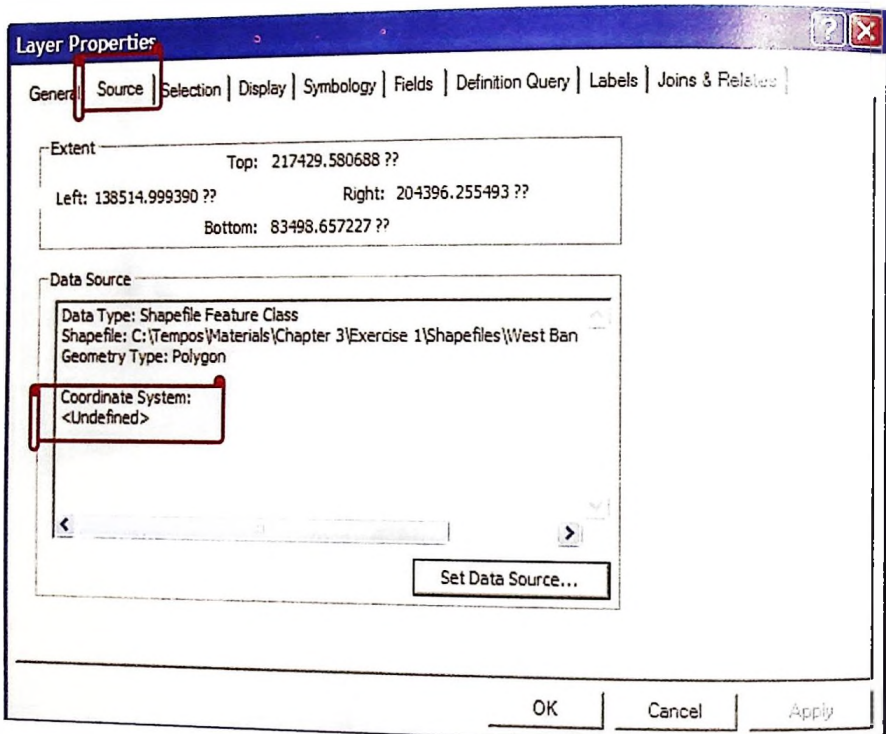 Layer Properties
General Source Selection Display Symbology Fields Definition Query Labels Joins & Relates
Extent
Top: 217429.580688 ??
Left: 138514.999390 ?? Right: 204396.255493 ??
Bottom: 83498.657227 ??
Data Source
Data Type: Shapefile Feature Class
Shapefile: C:\Tempos\Materials\Chapter 3\Exercise 1\Shapefiles\West Ban
Geometry Type: Polygon
Coordinate System:
<Undefined>
Set Data Source...
OK Cancel Apply